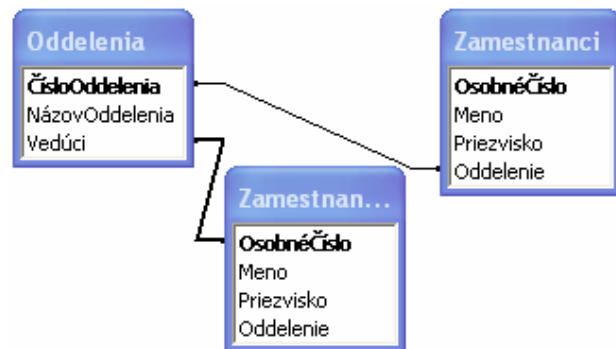 Oddelenia
ČísloOddelenia
NázovOddelenia
Vedúci
Zamestnanci
OsobnéČíslo
Meno
Priezvisko
Oddelenie
Zamestnan...
OsobnéČíslo
Meno
Priezvisko
Oddelenie